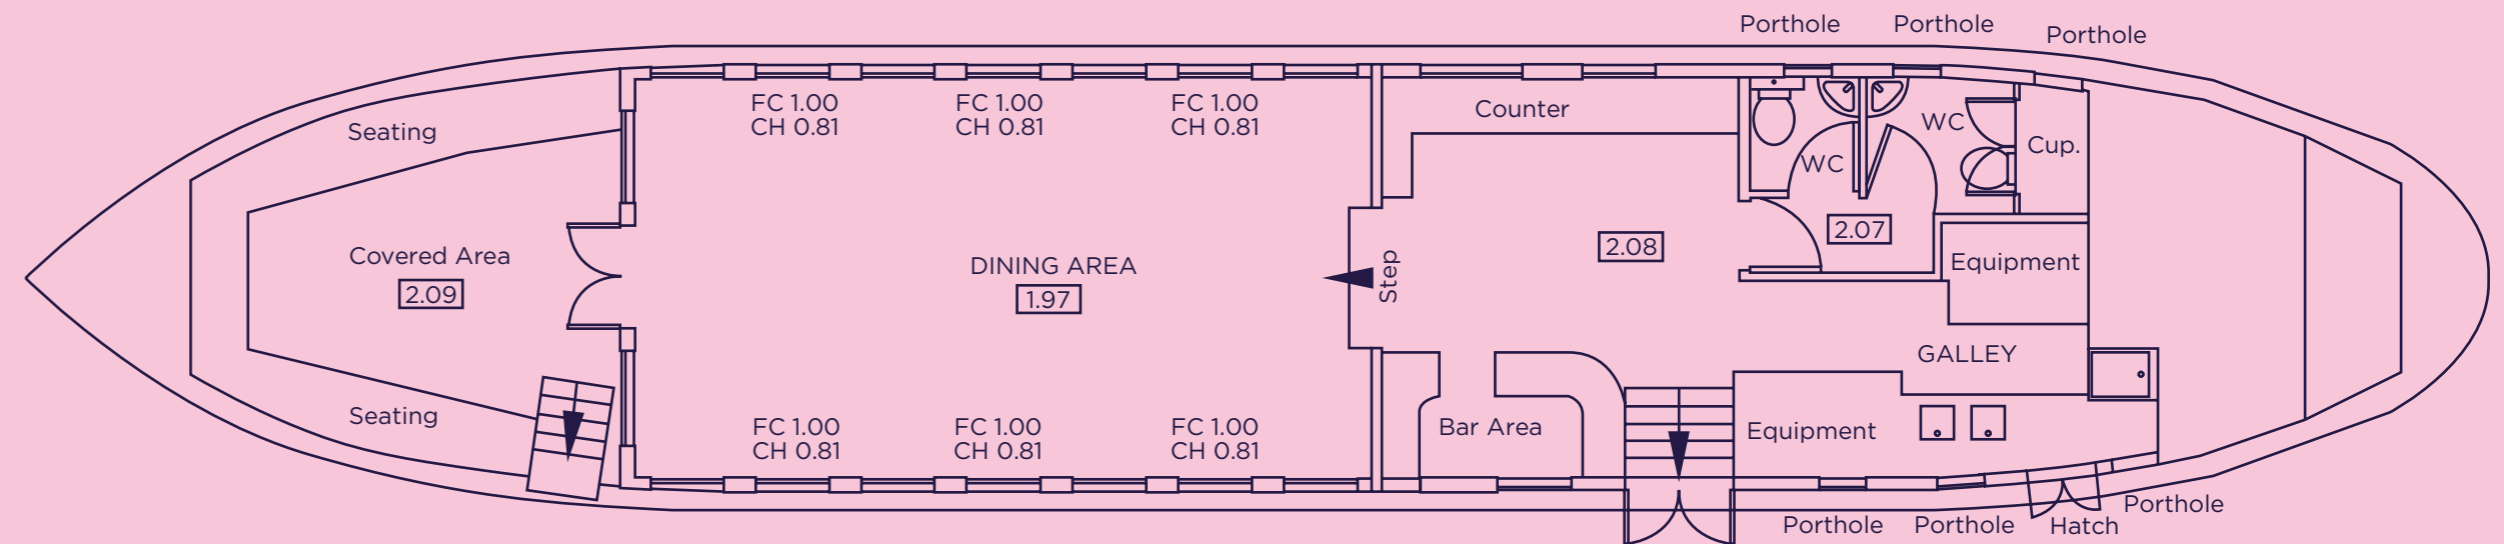 Porthole
Porthole
Porthole
FC 1.00
CH 0.81
FC 1.00
CH 0.81
FC 1.00
CH 0.81
Counter
Seating
WC
Cup.
WC
Covered Area
2.09
DINING AREA
1.97
Step
2.08
2.07
Equipment
GALLEY
Seating
FC 1.00
CH 0.81
FC 1.00
CH 0.81
FC 1.00
CH 0.81
Bar Area
Equipment
Porthole
Porthole
Hatch
Porthole